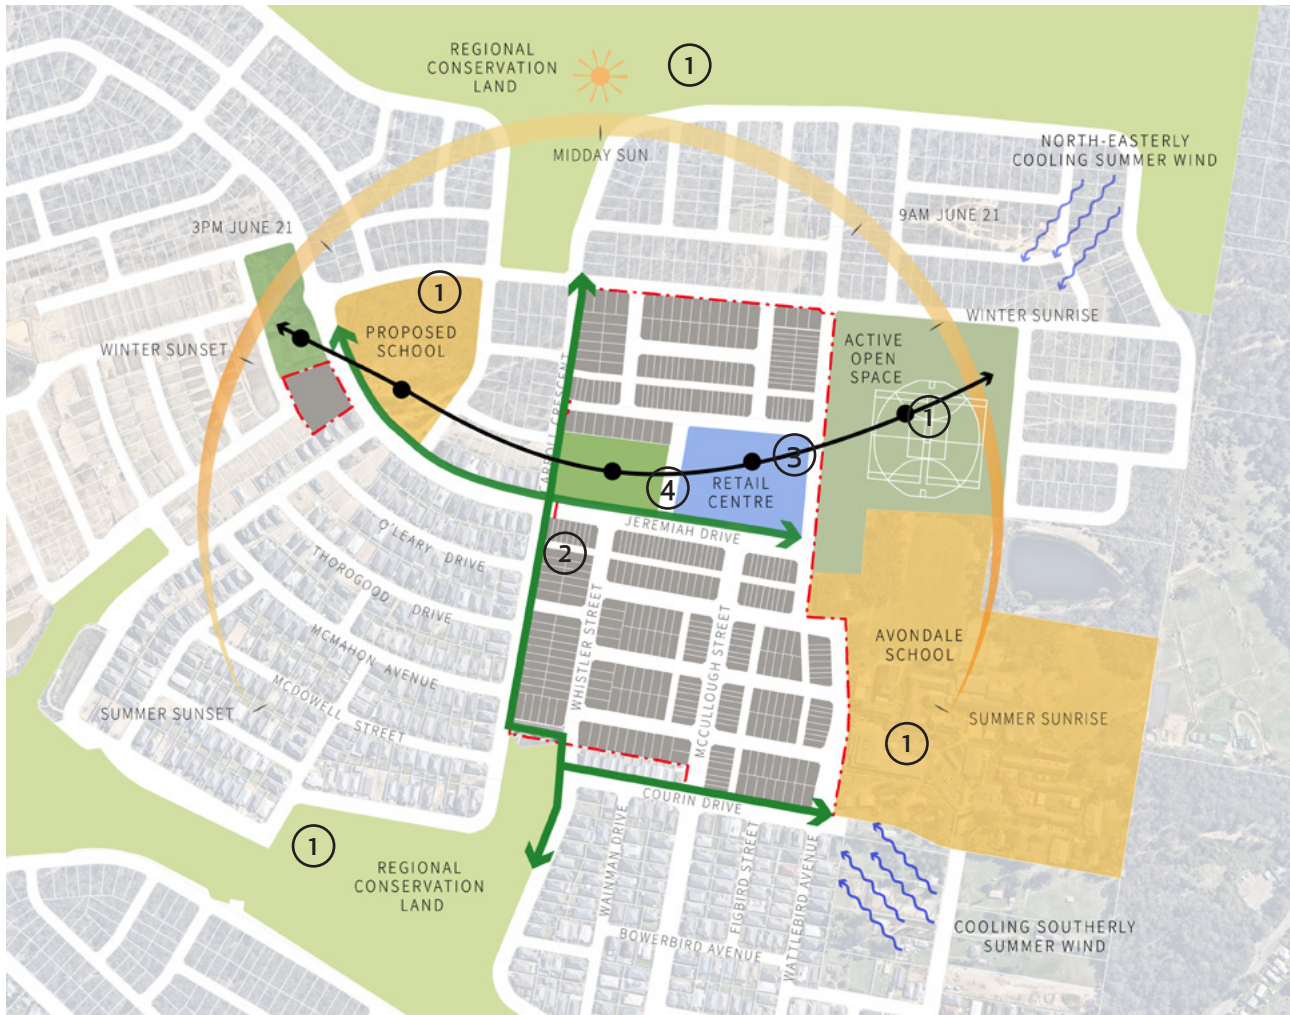 REGIONAL
CONSERVATION
LAND
1
MIDDAY SUN
NORTH-EASTERLY
COOLING SUMMER WIND
3PM JUNE 21
9AM JUNE 21
1
WINTER SUNRISE
PROPOSED
SCHOOL
WINTER SUNSET
ACTIVE
OPEN
SPACE
1
3
RETAIL
CENTRE
4
JEREMIAH DRIVE
2
O'LEARY DRIVE
THOROGOOD DRIVE
MCMAHON AVENUE
MCDOWELL STREET
WHISTLER STREET
MCCULLOUGH STREET
AVONDALE
SCHOOL
SUMMER SUNSET
SUMMER SUNRISE
1
COURIN DRIVE
1
REGIONAL
CONSERVATION
LAND
WAINMAN DRIVE
FIGBIRD STREET
WATTLEBIRD AVENUE
BOWERBIRD AVENUE
COOLING SOUTHERLY
SUMMER WIND